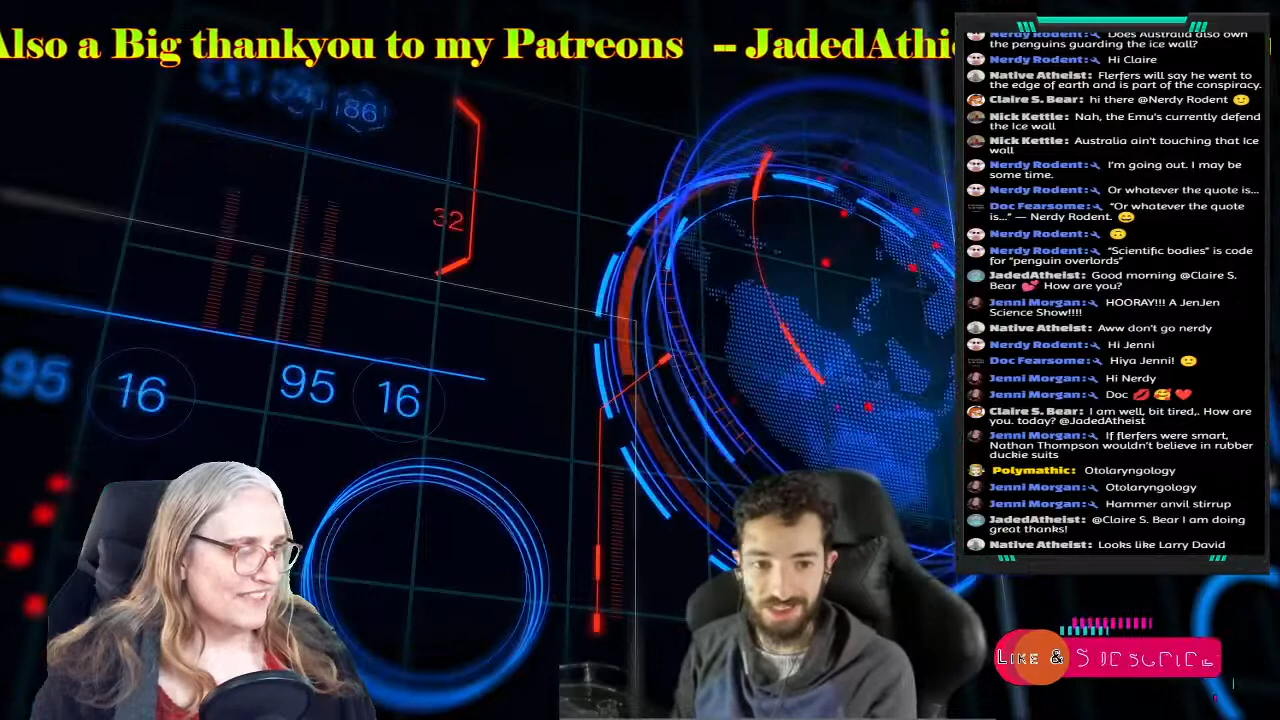 Also a Big thankyou to my Patreons -- JadedAthi
86
32
95
16
95
16
Nerdy Rodent: Does Australia also own
the penguins guarding the ice wall?
Nerdy Rodent: Hi Claire
Native Atheist: Flerfers will say he went to
the edge of earth and is part of the conspiracy.
Claire S. Bear: hi there @Nerdy Rodent 🙂
Nick Kettle: Nah, the Emu's currently defend
the Ice wall
Nick Kettle: Australia ain't touching that Ice
wall
Nerdy Rodent: I'm going out. I may be
some time.
Nerdy Rodent: Or whatever the quote is...
Doc Fearsome: "Or whatever the quote
is..." — Nerdy Rodent. 😄
Nerdy Rodent: 🙃
Nerdy Rodent: "Scientific bodies" is code
for "penguin overlords"
JadedAtheist: Good morning @Claire S.
Bear 💕 How are you?
Jenni Morgan: HOORAY!!! A JenJen
Science Show!!!!
Native Atheist: Aww don't go nerdy
Nerdy Rodent: Hi Jenni
Doc Fearsome: Hiya Jenni! 🙂
Jenni Morgan: Hi Nerdy
Jenni Morgan: Doc 💋 🥰 ❤️
Claire S. Bear: I am well, bit tired,. How are
you. today? @JadedAtheist
Jenni Morgan: If flerfers were smart,
Nathan Thompson wouldn't believe in rubber
duckie suits
Polymathic: Otolaryngology
Jenni Morgan: Otolaryngology
Jenni Morgan: Hammer anvil stirrup
JadedAtheist: @Claire S. Bear I am doing
great thanks!
Native Atheist: Looks like Larry David
LIKE &